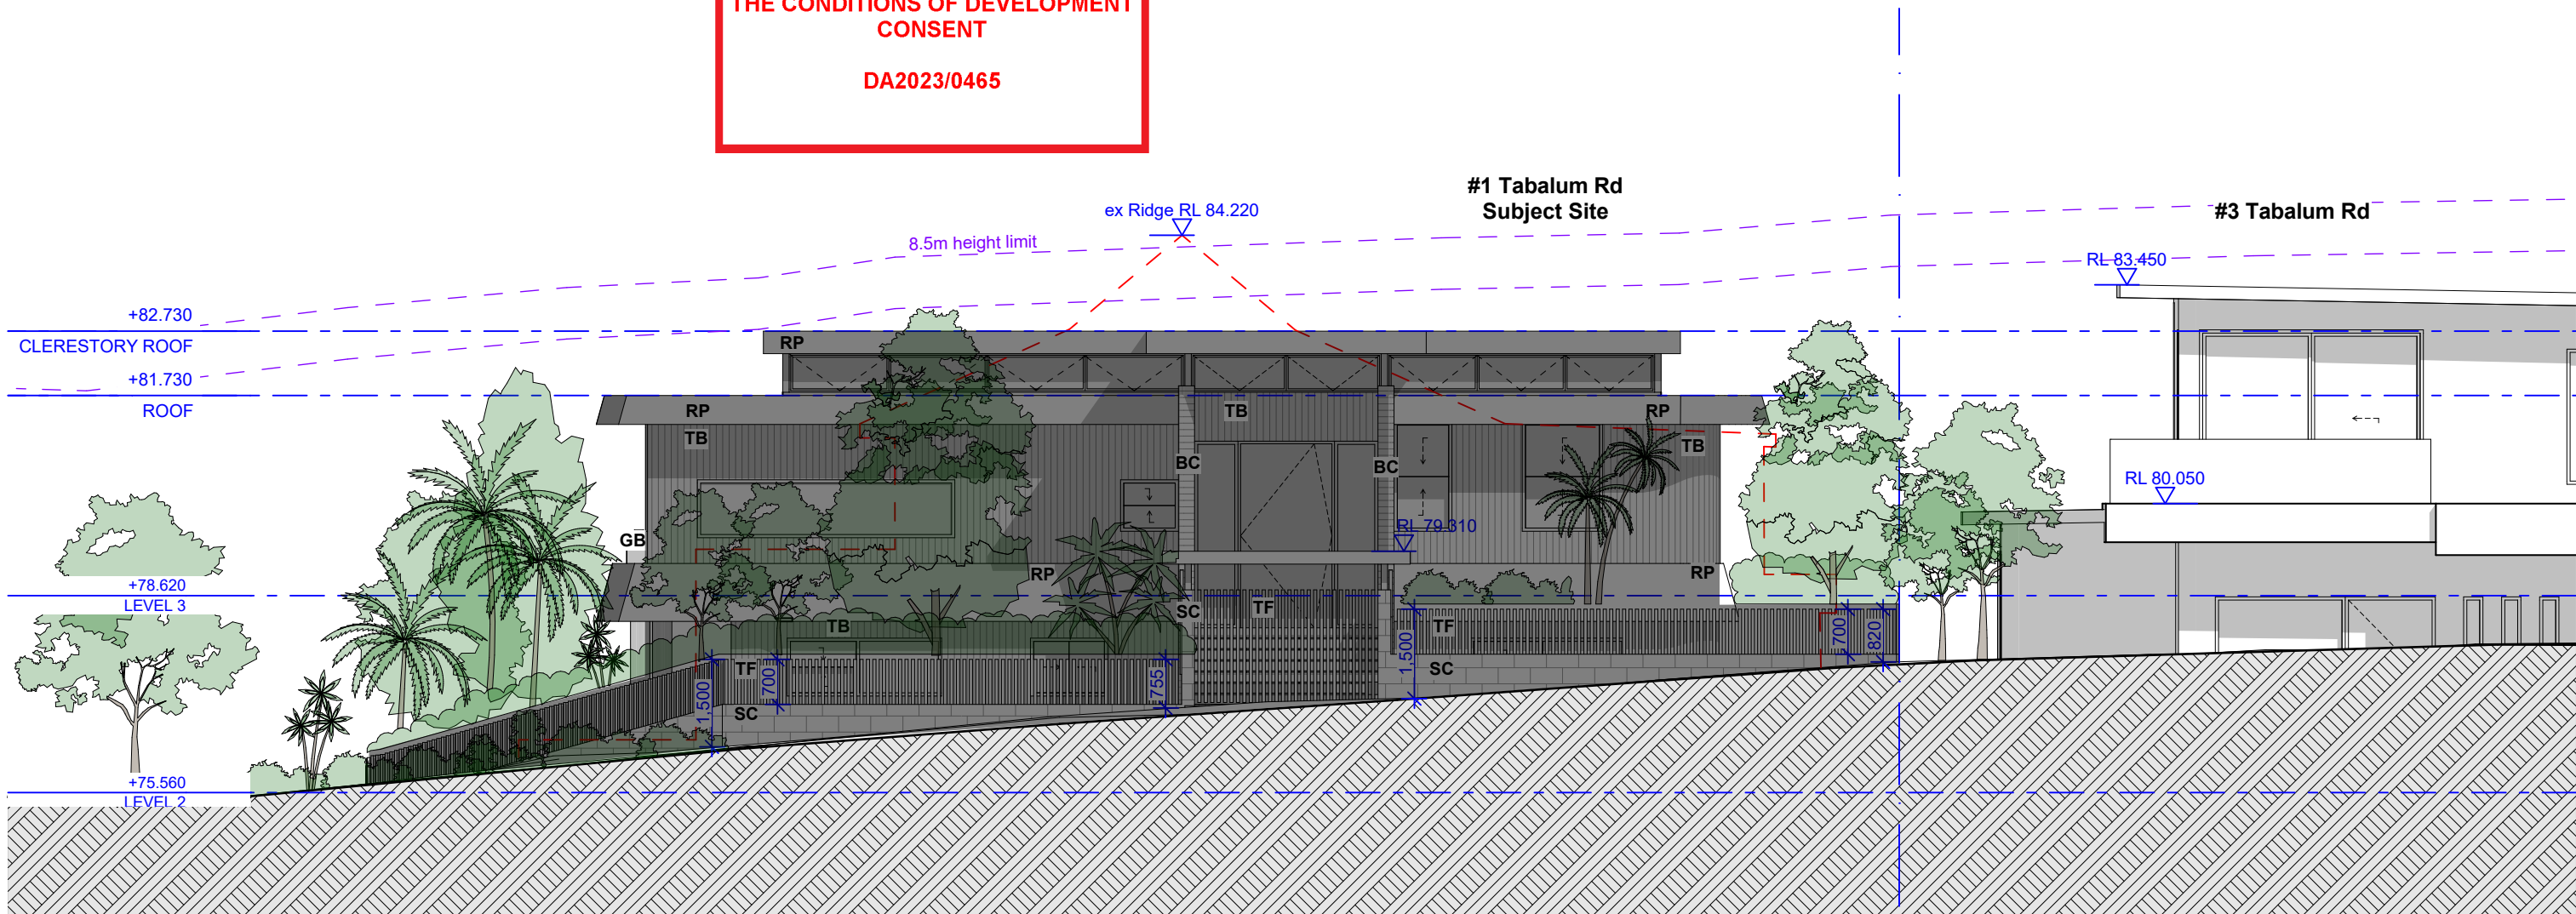 THE CONDITIONS OF DEVELOPMENT
CONSENT
DA2023/0465
#1 Tabalum Rd
Subject Site
#3 Tabalum Rd
ex Ridge RL 84.220
8.5m height limit
RL 83.450
+82.730
CLERESTORY ROOF
+81.730
ROOF
RP
RP
TB
RP
TB
TB
BC
BC
RL 80.050
RL 79.310
GB
RP
RP
+78.620
LEVEL 3
SC
TF
TB
TF
1,500
700
820
TF
SC
700
755
1,500
SC
+75.560
LEVEL 2